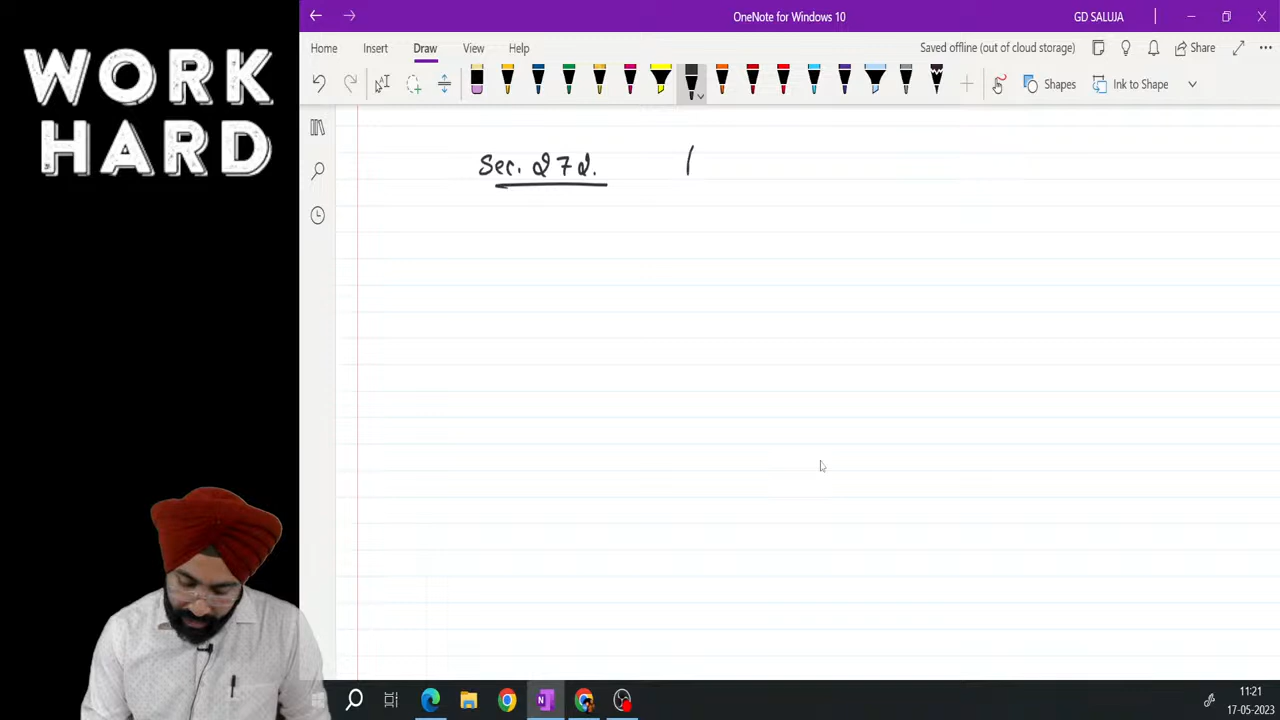 WORK
HARD
OneNote for Windows 10
GD SALUJA
Home Insert Draw View Help
Saved offline (out of cloud storage)
Share
Shapes
Ink to Shape
Sec. 272.
11:21
17-05-2023